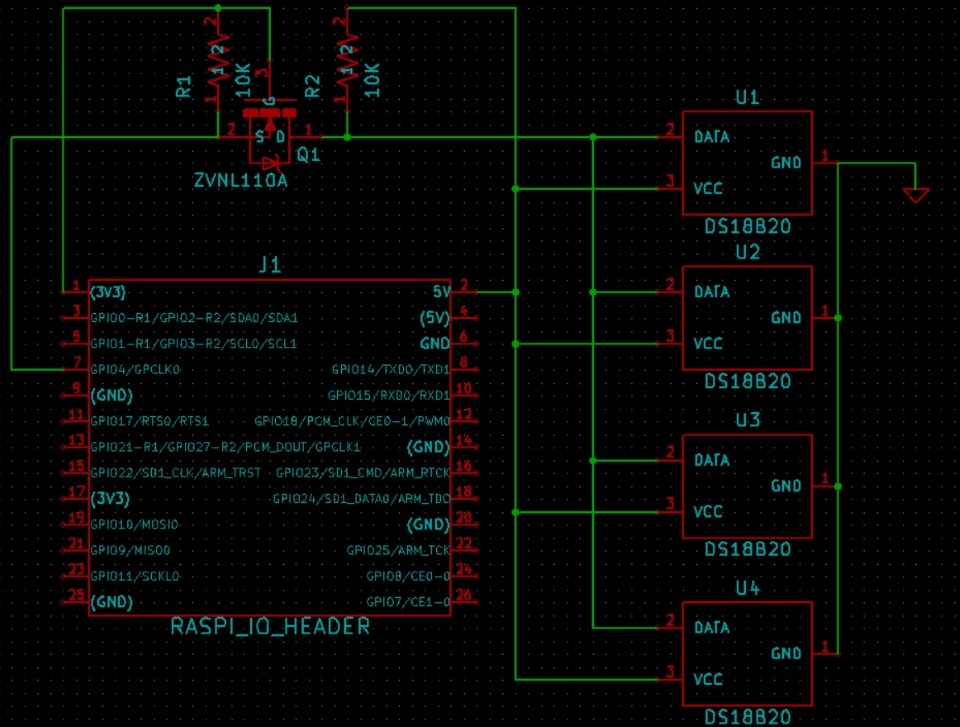 2
2
R1
1 2
10K
3
R2
1 2
10K
1
1
G
2
S D
1
Q1
ZVNL110A
U1
2 DATA
GND 1
3 VCC
DS18B20
U2
2 DATA
GND 1
3 VCC
DS18B20
U3
2 DATA
GND 1
3 VCC
DS18B20
U4
2 DATA
GND 1
3 VCC
DS18B20
J1
1 (3V3) 5V 2
3 GPIO0-R1/GPIO2-R2/SDA0/SDA1 (5V) 4
5 GPIO1-R1/GPIO3-R2/SCL0/SCL1 GND 6
7 GPIO4/GPCLK0 GPIO14/TXD0/TXD1 8
9 (GND) GPIO15/RXD0/RXD1 10
11 GPIO17/RTS0/RTS1 GPIO18/PCM_CLK/CE0-1/PWM0 12
13 GPIO21-R1/GPIO27-R2/PCM_DOUT/GPCLK1 (GND) 14
15 GPIO22/SD1_CLK/ARM_TRST GPIO23/SD1_CMD/ARM_RTCK 16
17 (3V3) GPIO24/SD1_DATA0/ARM_TDO 18
19 GPIO10/MOSI0 (GND) 20
21 GPIO9/MISO0 GPIO25/ARM_TCK 22
23 GPIO11/SCKL0 GPIO8/CE0-0 24
25 (GND) GPIO7/CE1-0 26
RASPI_IO_HEADER